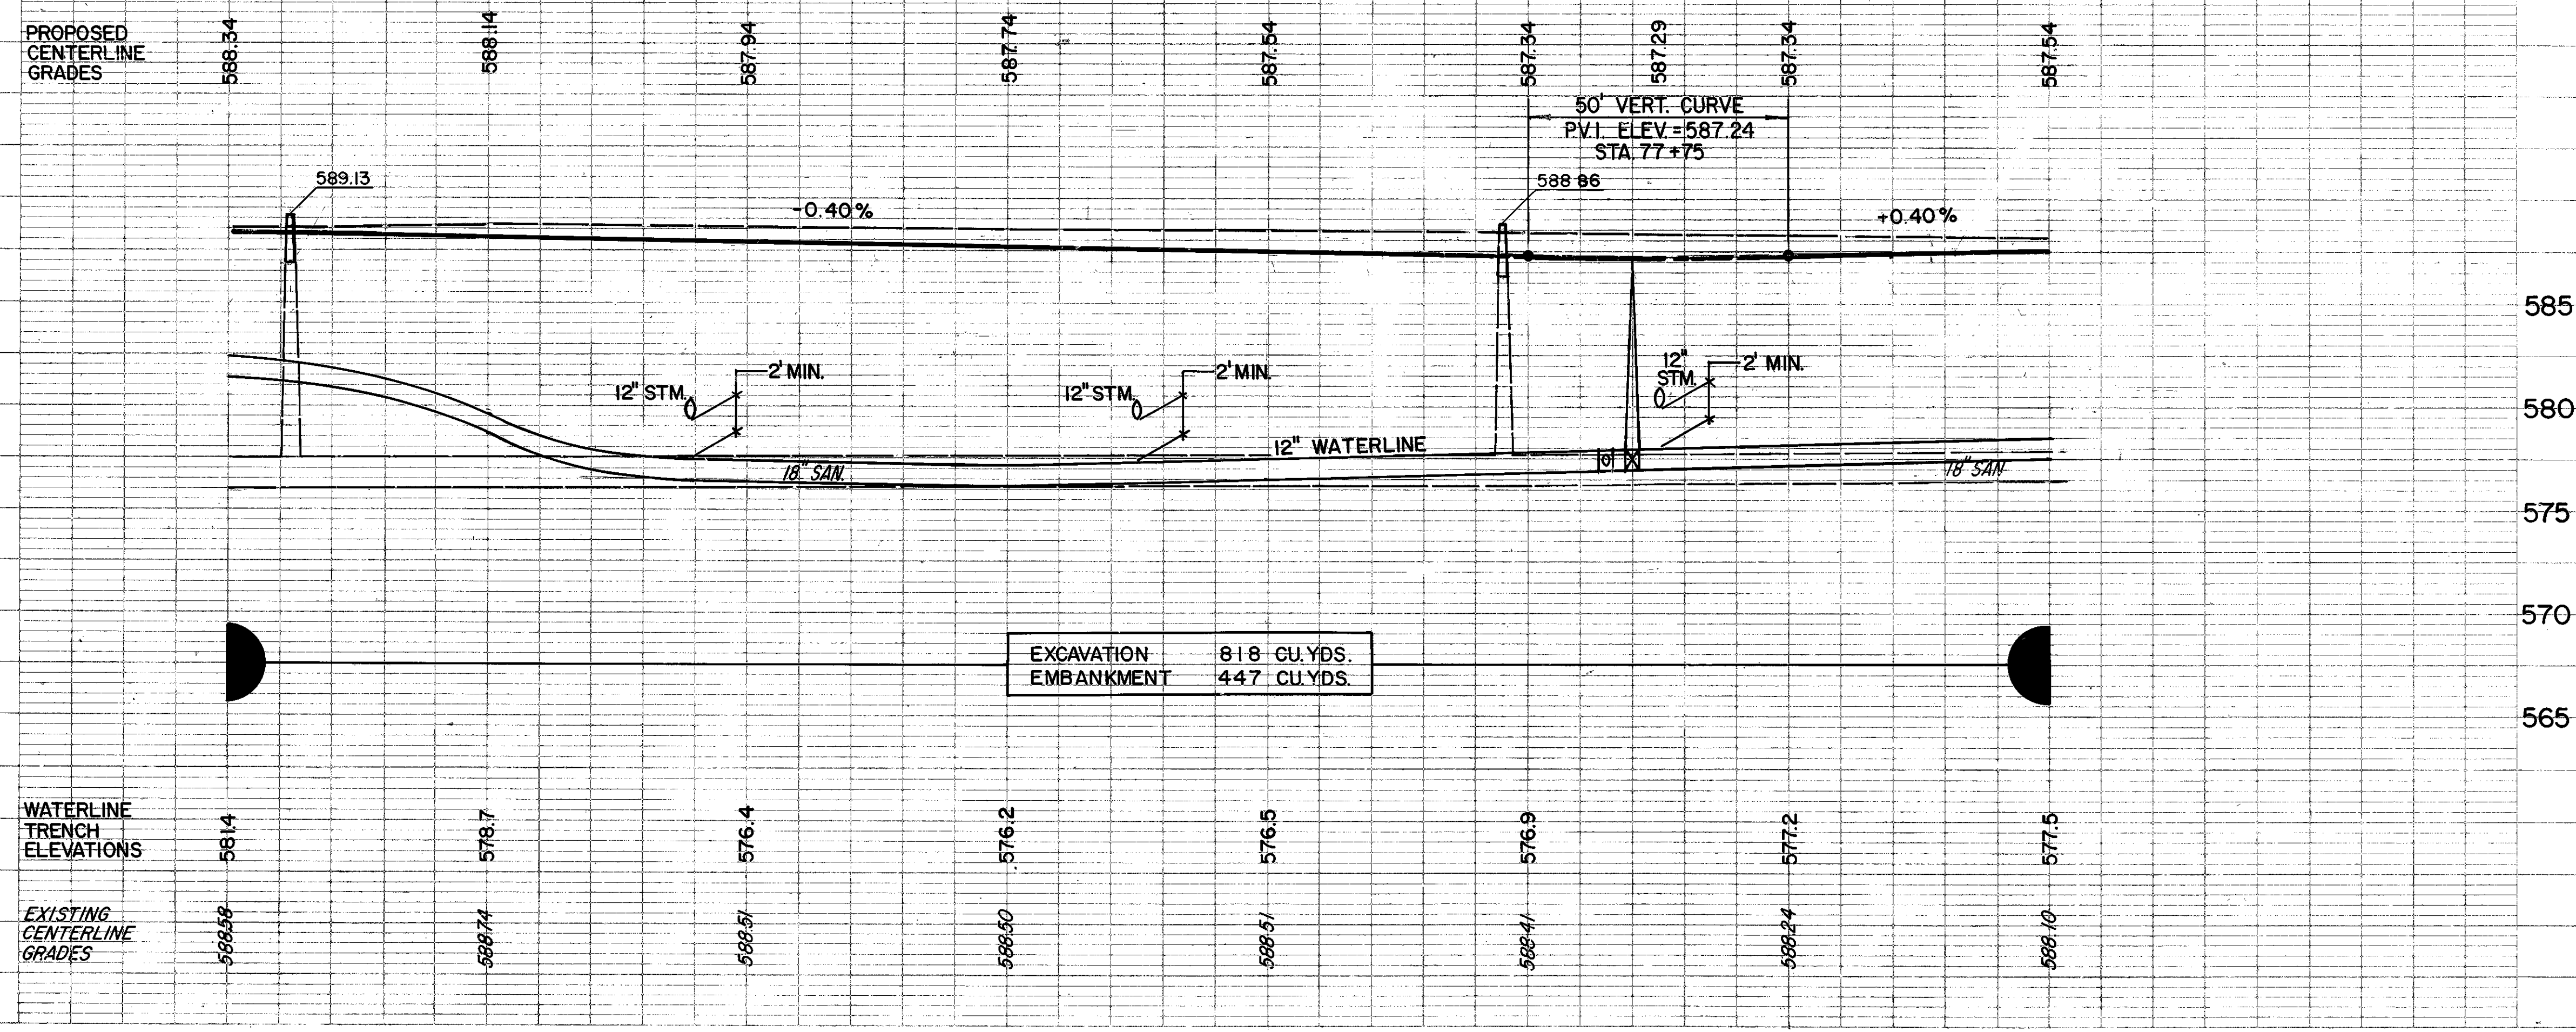 PROPOSED
CENTERLINE
GRADES
588.34
588.14
587.94
587.74
587.54
587.34
587.29
587.34
587.54
50' VERT. CURVE
P.V.I. ELEV.=587.24
STA. 77+75
589.13
588 86
-0.40%
+0.40%
585
12" STM.
2' MIN.
12" STM.
2' MIN.
12"
STM.
2' MIN.
580
12" WATERLINE
18" SAN.
18" SAN
575
570
EXCAVATION 818 CU.YDS.
EMBANKMENT 447 CU.YDS.
565
WATERLINE
TRENCH
ELEVATIONS
581.4
578.7
576.4
576.2
576.5
576.9
577.2
577.5
EXISTING
CENTERLINE
GRADES
588.58
588.74
588.51
588.50
588 51
588.41
588.24
588.10